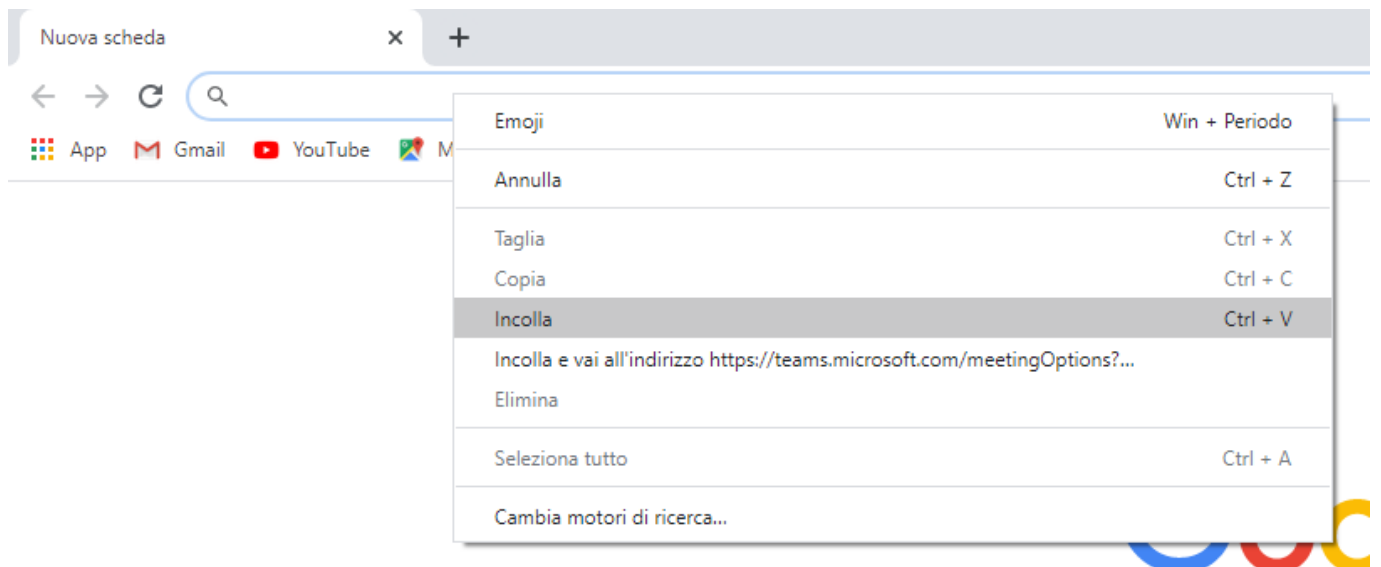 Nuova scheda
App Gmail YouTube M
Emoji Win + Periodo
Annulla Ctrl + Z
Taglia Ctrl + X
Copia Ctrl + C
Incolla Ctrl + V
Incolla e vai all'indirizzo https://teams.microsoft.com/meetingOptions?...
Elimina
Seleziona tutto Ctrl + A
Cambia motori di ricerca...